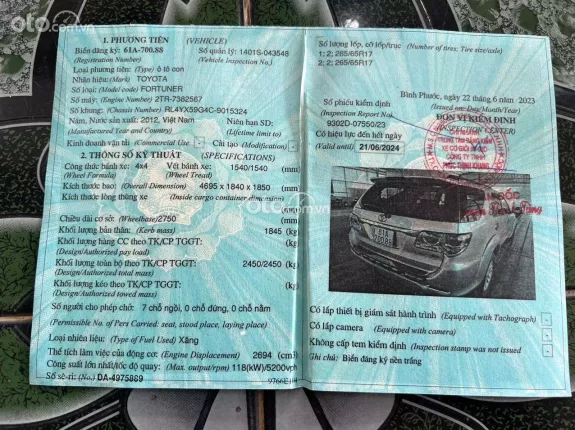 oto.com.vn
1. PHƯƠNG TIỆN (VEHICLE)
Biển đăng ký: 61A-700.88 Số quản lý: 1401S-043548
(Registration Number) (Vehicle Inspection No.)
Loại phương tiện: (Type) ô tô con
Nhãn hiệu: (Mark) TOYOTA
Số loại: (Model code) FORTUNER
Số máy: (Engine Number) 2TR-7382567
Số khung: (Chassis Number) RL4YX59G4C-9015324
Năm, Nước sản xuất: 2012, Việt Nam Niên hạn SD:
(Manufactured Year and Country) (Lifetime limit to)
Kinh doanh vận tải (Commercial Use) - Cải tạo (Modification) -
2. THÔNG SỐ KỸ THUẬT (SPECIFICATIONS)
Công thức bánh xe: 4x4 Vết bánh xe: 1540/1540 (mm)
(Wheel Formula) (Wheel Tread)
Kích thước bao: (Overall Dimension) 4695 x 1840 x 1850 (mm)
Kích thước lòng thùng xe: (Inside cargo container dimension)
(mm)
Chiều dài cơ sở: (Wheelbase) 2750 (mm)
Khối lượng bản thân: (Kerb mass) 1845 (kg)
Khối lượng hàng CC theo TK/CP TGGT: (kg)
(Design/Authorized pay load)
Khối lượng toàn bộ theo TK/CP TGGT: 2450/2450 (kg)
(Design/Authorized total mass)
Khối lượng kéo theo TK/CP TGGT: (kg)
(Design/Authorized towed mass)
Số người cho phép chở: 7 chỗ ngồi, 0 chỗ đứng, 0 chỗ nằm
(Permissible No. of Pers Carried: seat, stood place, laying place)
Loại nhiên liệu: (Type of Fuel Used) Xăng
Thể tích làm việc của động cơ: (Engine Displacement) 2694 (cm3)
Công suất lớn nhất/tốc độ quay: (Max. output/rpm) 118(kW)/5200vph
Số sê-ri: (No.) DA-4975869
Số lượng lốp, cỡ lốp/trục (Number of tires; Tire size/axle)
1: 2; 265/65R17
2: 2; 265/65R17
Bình Phước, ngày 22 tháng 6 năm 2023
(Issued on: Day/Month/Year)
Số phiếu kiểm định ĐƠN VỊ KIỂM ĐỊNH
(Inspection Report No) (INSPECTION CENTER)
9302D-07550/23
Có hiệu lực đến hết ngày
(Valid until) 21/06/2024
Có lắp thiết bị giám sát hành trình (Equipped with Tachograph) -
Có lắp camera (Equipped with camera) -
Không cấp tem kiểm định (Inspection stamp was not issued -
Ghi chú: Biển đăng ký nền trắng